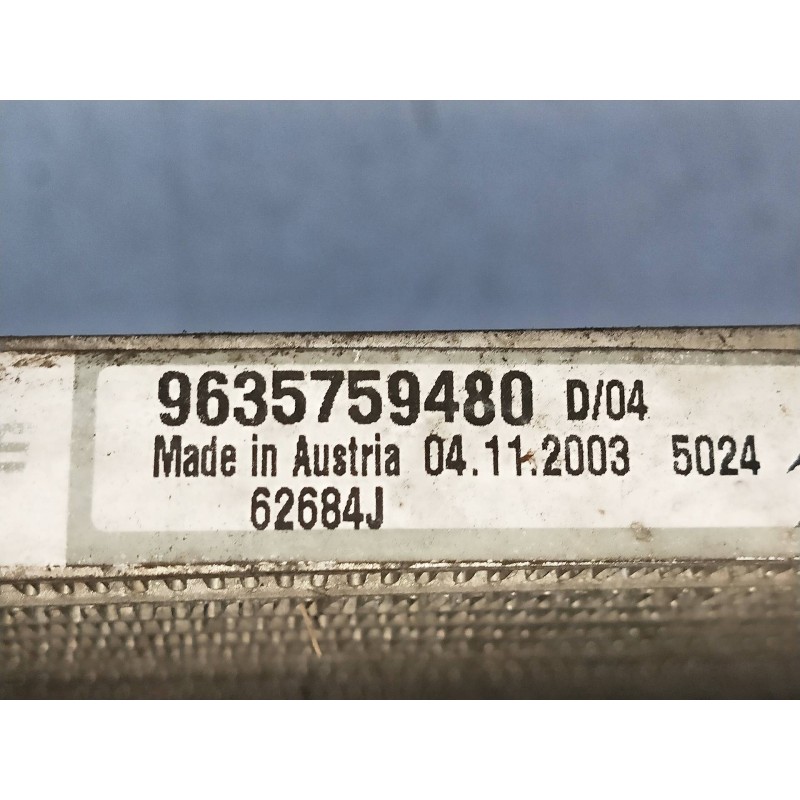 9635759480 D/04
Made in Austria 04.11.2003 5024
62684J